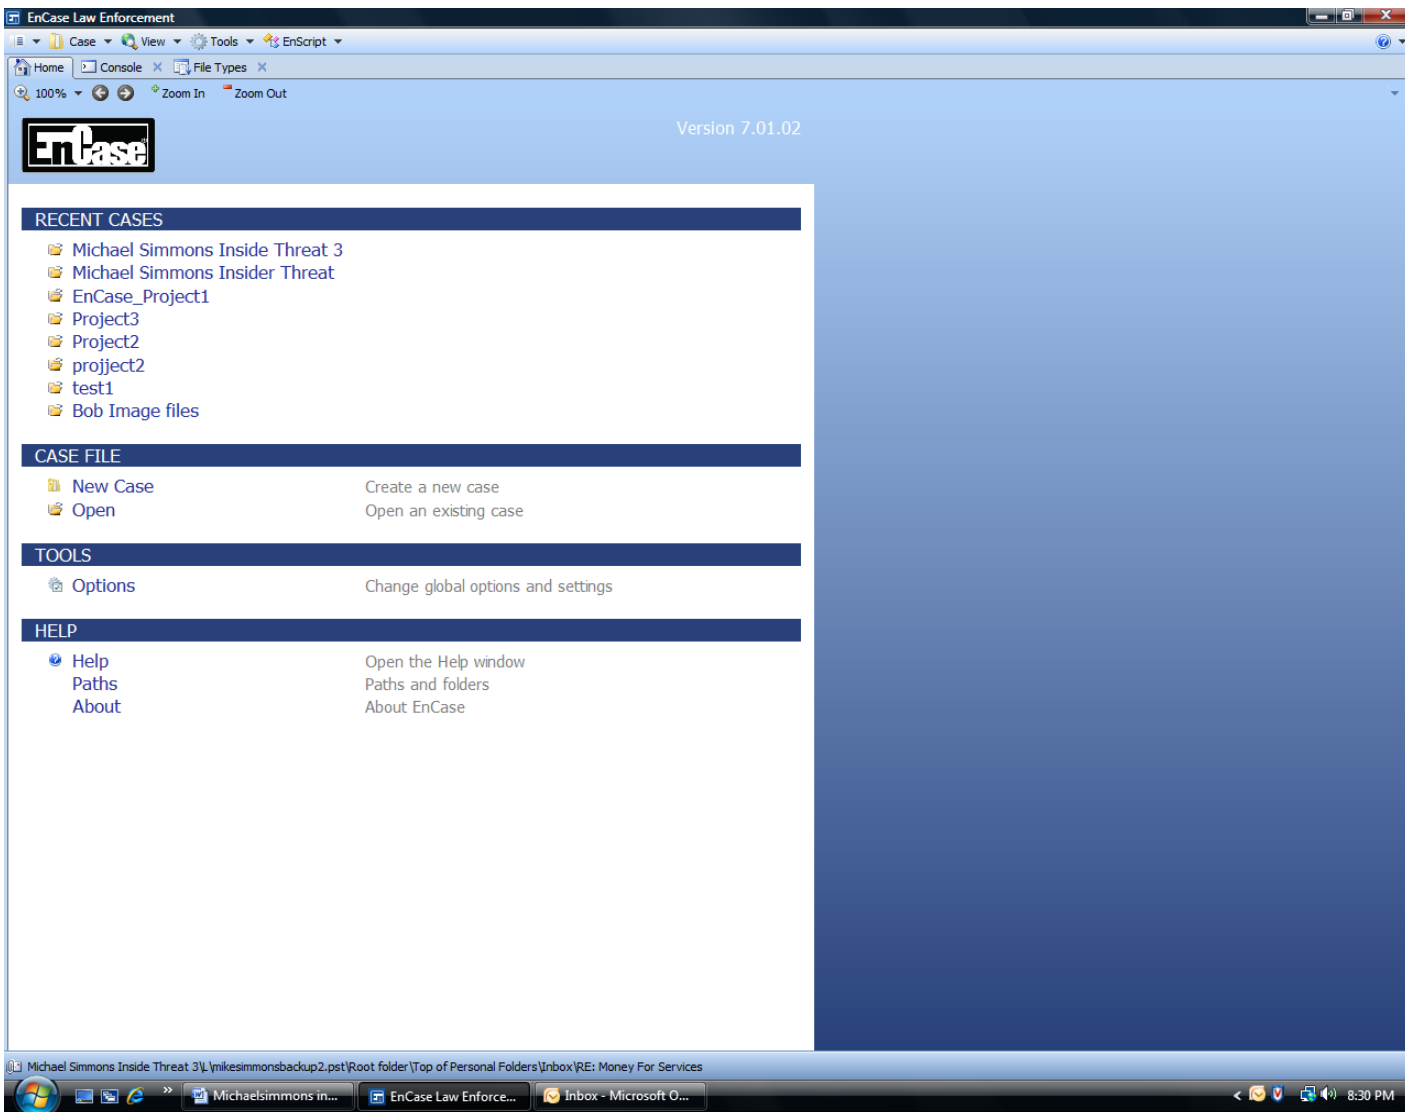 EnCase Law Enforcement
Case View Tools EnScript
Home Console File Types
100% Zoom In Zoom Out
EnCase
Version 7.01.02
RECENT CASES
Michael Simmons Inside Threat 3
Michael Simmons Insider Threat
EnCase_Project1
Project3
Project2
projject2
test1
Bob Image files
CASE FILE
New Case Create a new case
Open Open an existing case
TOOLS
Options Change global options and settings
HELP
Help Open the Help window
Paths Paths and folders
About About EnCase
Michael Simmons Inside Threat 3\L\mikesimmonsbackup2.pst\Root folder\Top of Personal Folders\Inbox\RE: Money For Services
Michaelsimmons in... EnCase Law Enforce... Inbox - Microsoft O... 8:30 PM